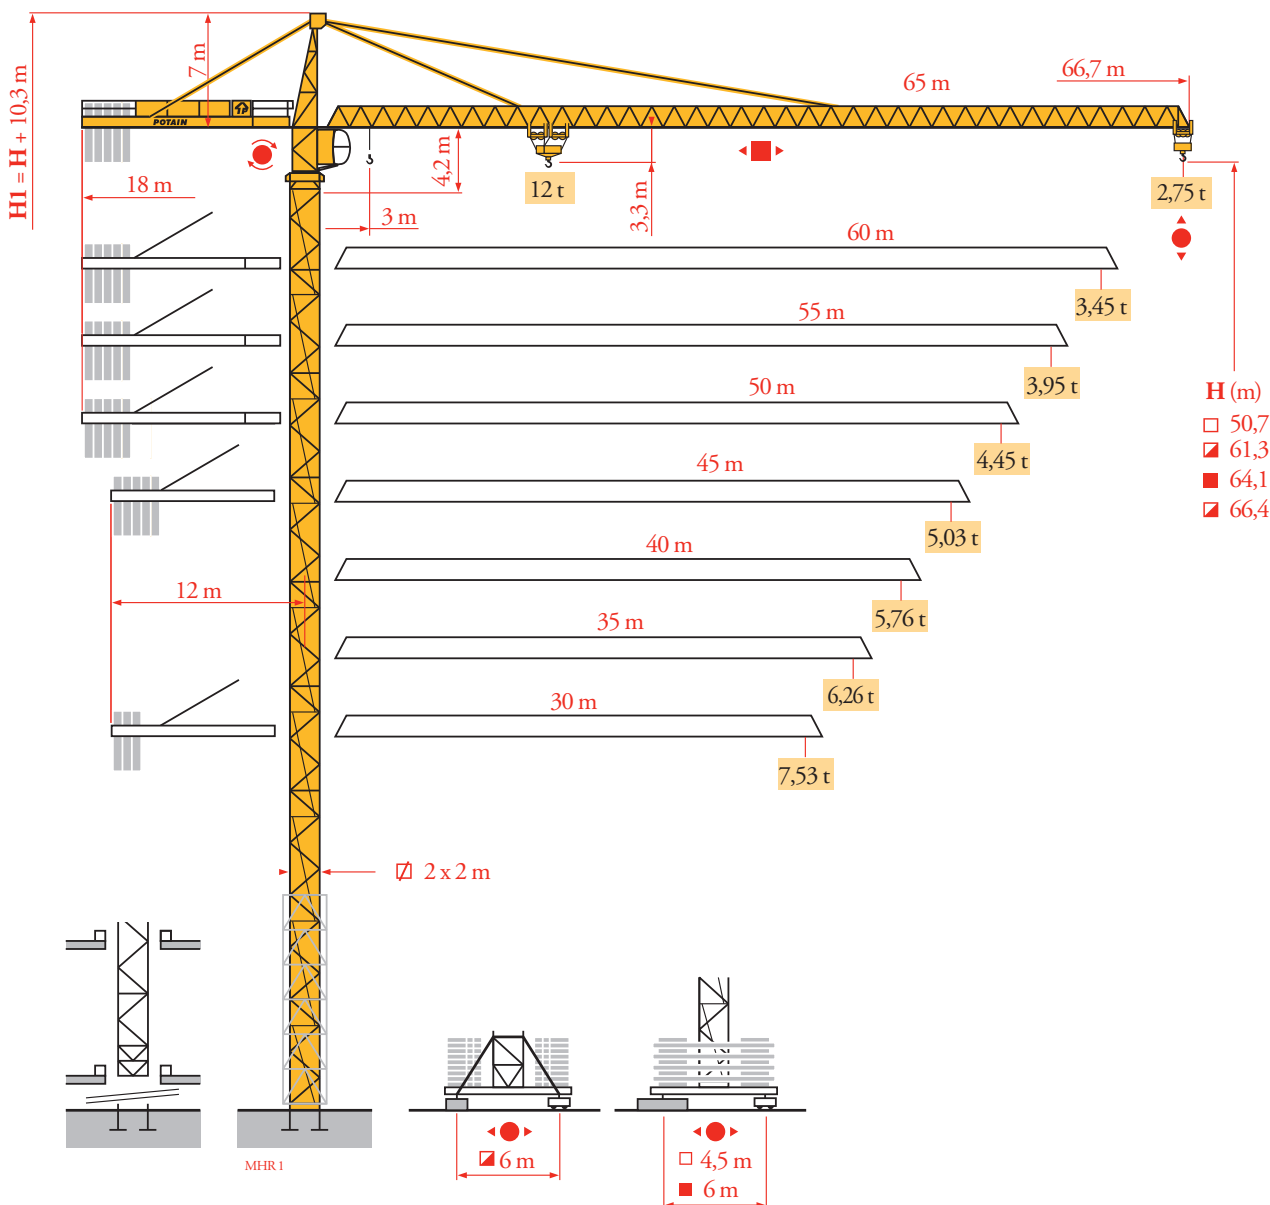 H1 = H + 10,3 m
7 m
65 m
66,7 m
POTAIN
4,2 m
12 t
3,3 m
2,75 t
18 m
3 m
60 m
3,45 t
55 m
3,95 t
50 m
4,45 t
H (m)
50,7
61,3
64,1
66,4
45 m
5,03 t
40 m
5,76 t
12 m
35 m
6,26 t
30 m
7,53 t
2 x 2 m
MHR 1
6 m
4,5 m
6 m